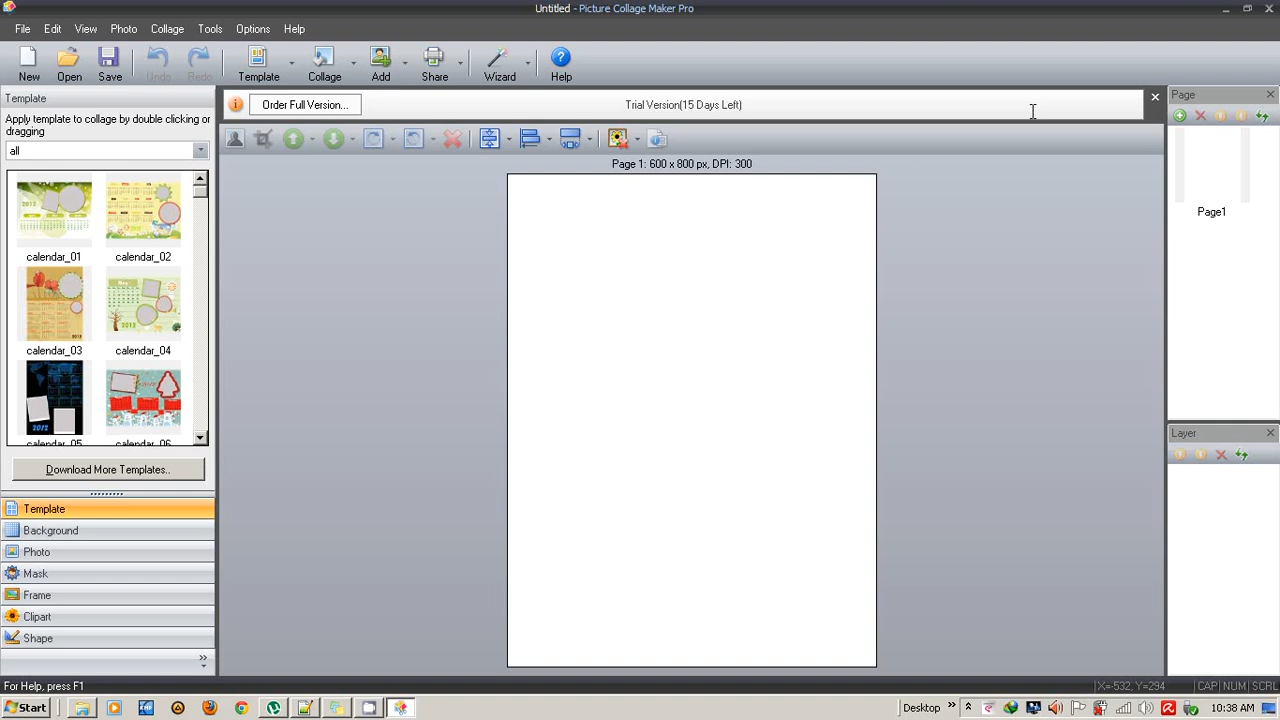 Untitled - Picture Collage Maker Pro
File Edit View Photo Collage Tools Options Help
New Open Save Undo Redo Template Collage Add Share Wizard Help
Template
Apply template to collage by double clicking or dragging
all
calendar_01
calendar_02
calendar_03
calendar_04
calendar_05
calendar_06
Download More Templates..
Template
Background
Photo
Mask
Frame
Clipart
Shape
For Help, press F1
Order Full Version...
Trial Version(15 Days Left)
Page 1: 600 x 800 px, DPI: 300
Page
Page1
Layer
X=-532, Y=294
CAP NUM SCRL
Start
Desktop
10:38 AM